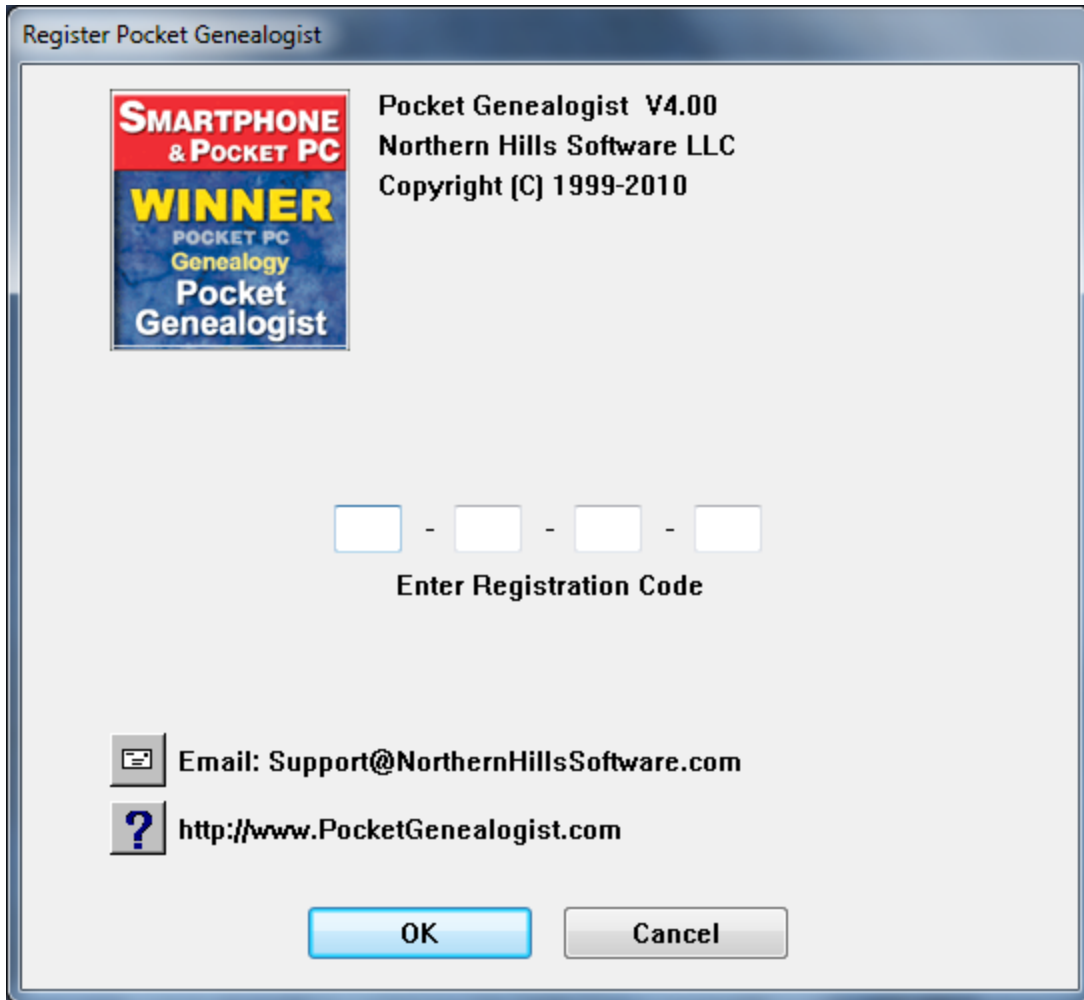 Register Pocket Genealogist
SMARTPHONE
& POCKET PC
WINNER
POCKET PC
Genealogy
Pocket
Genealogist
Pocket Genealogist V4.00
Northern Hills Software LLC
Copyright (C) 1999-2010
- - -
Enter Registration Code
Email: Support@NorthernHillsSoftware.com
? http://www.PocketGenealogist.com
OK Cancel